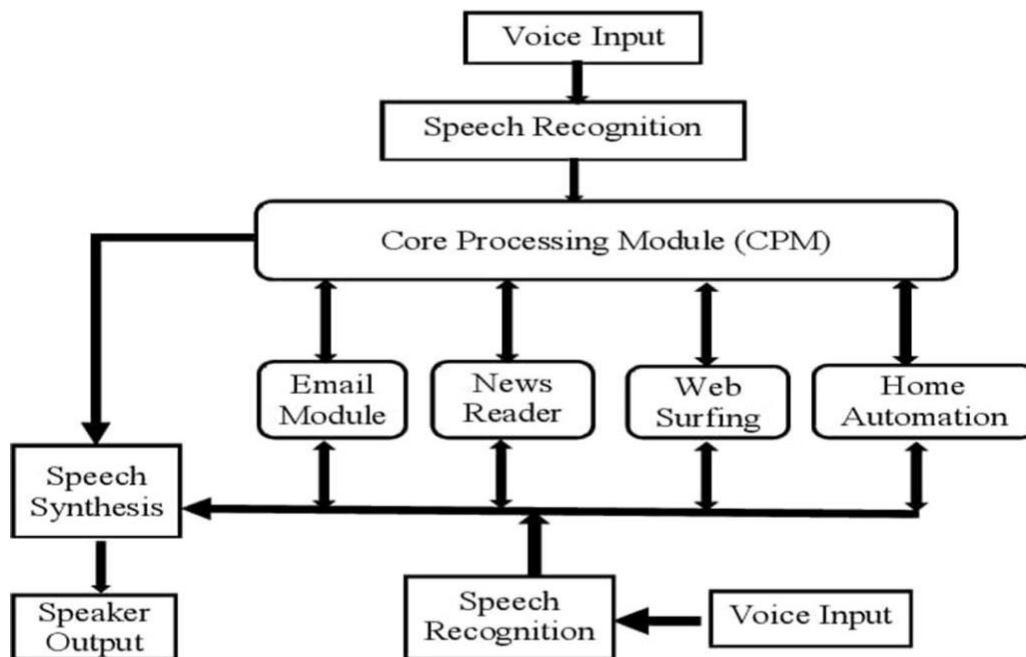 Voice Input
Speech Recognition
Core Processing Module (CPM)
Email
Module
News
Reader
Web
Surfing
Home
Automation
Speech
Synthesis
Speaker
Output
Speech
Recognition
Voice Input